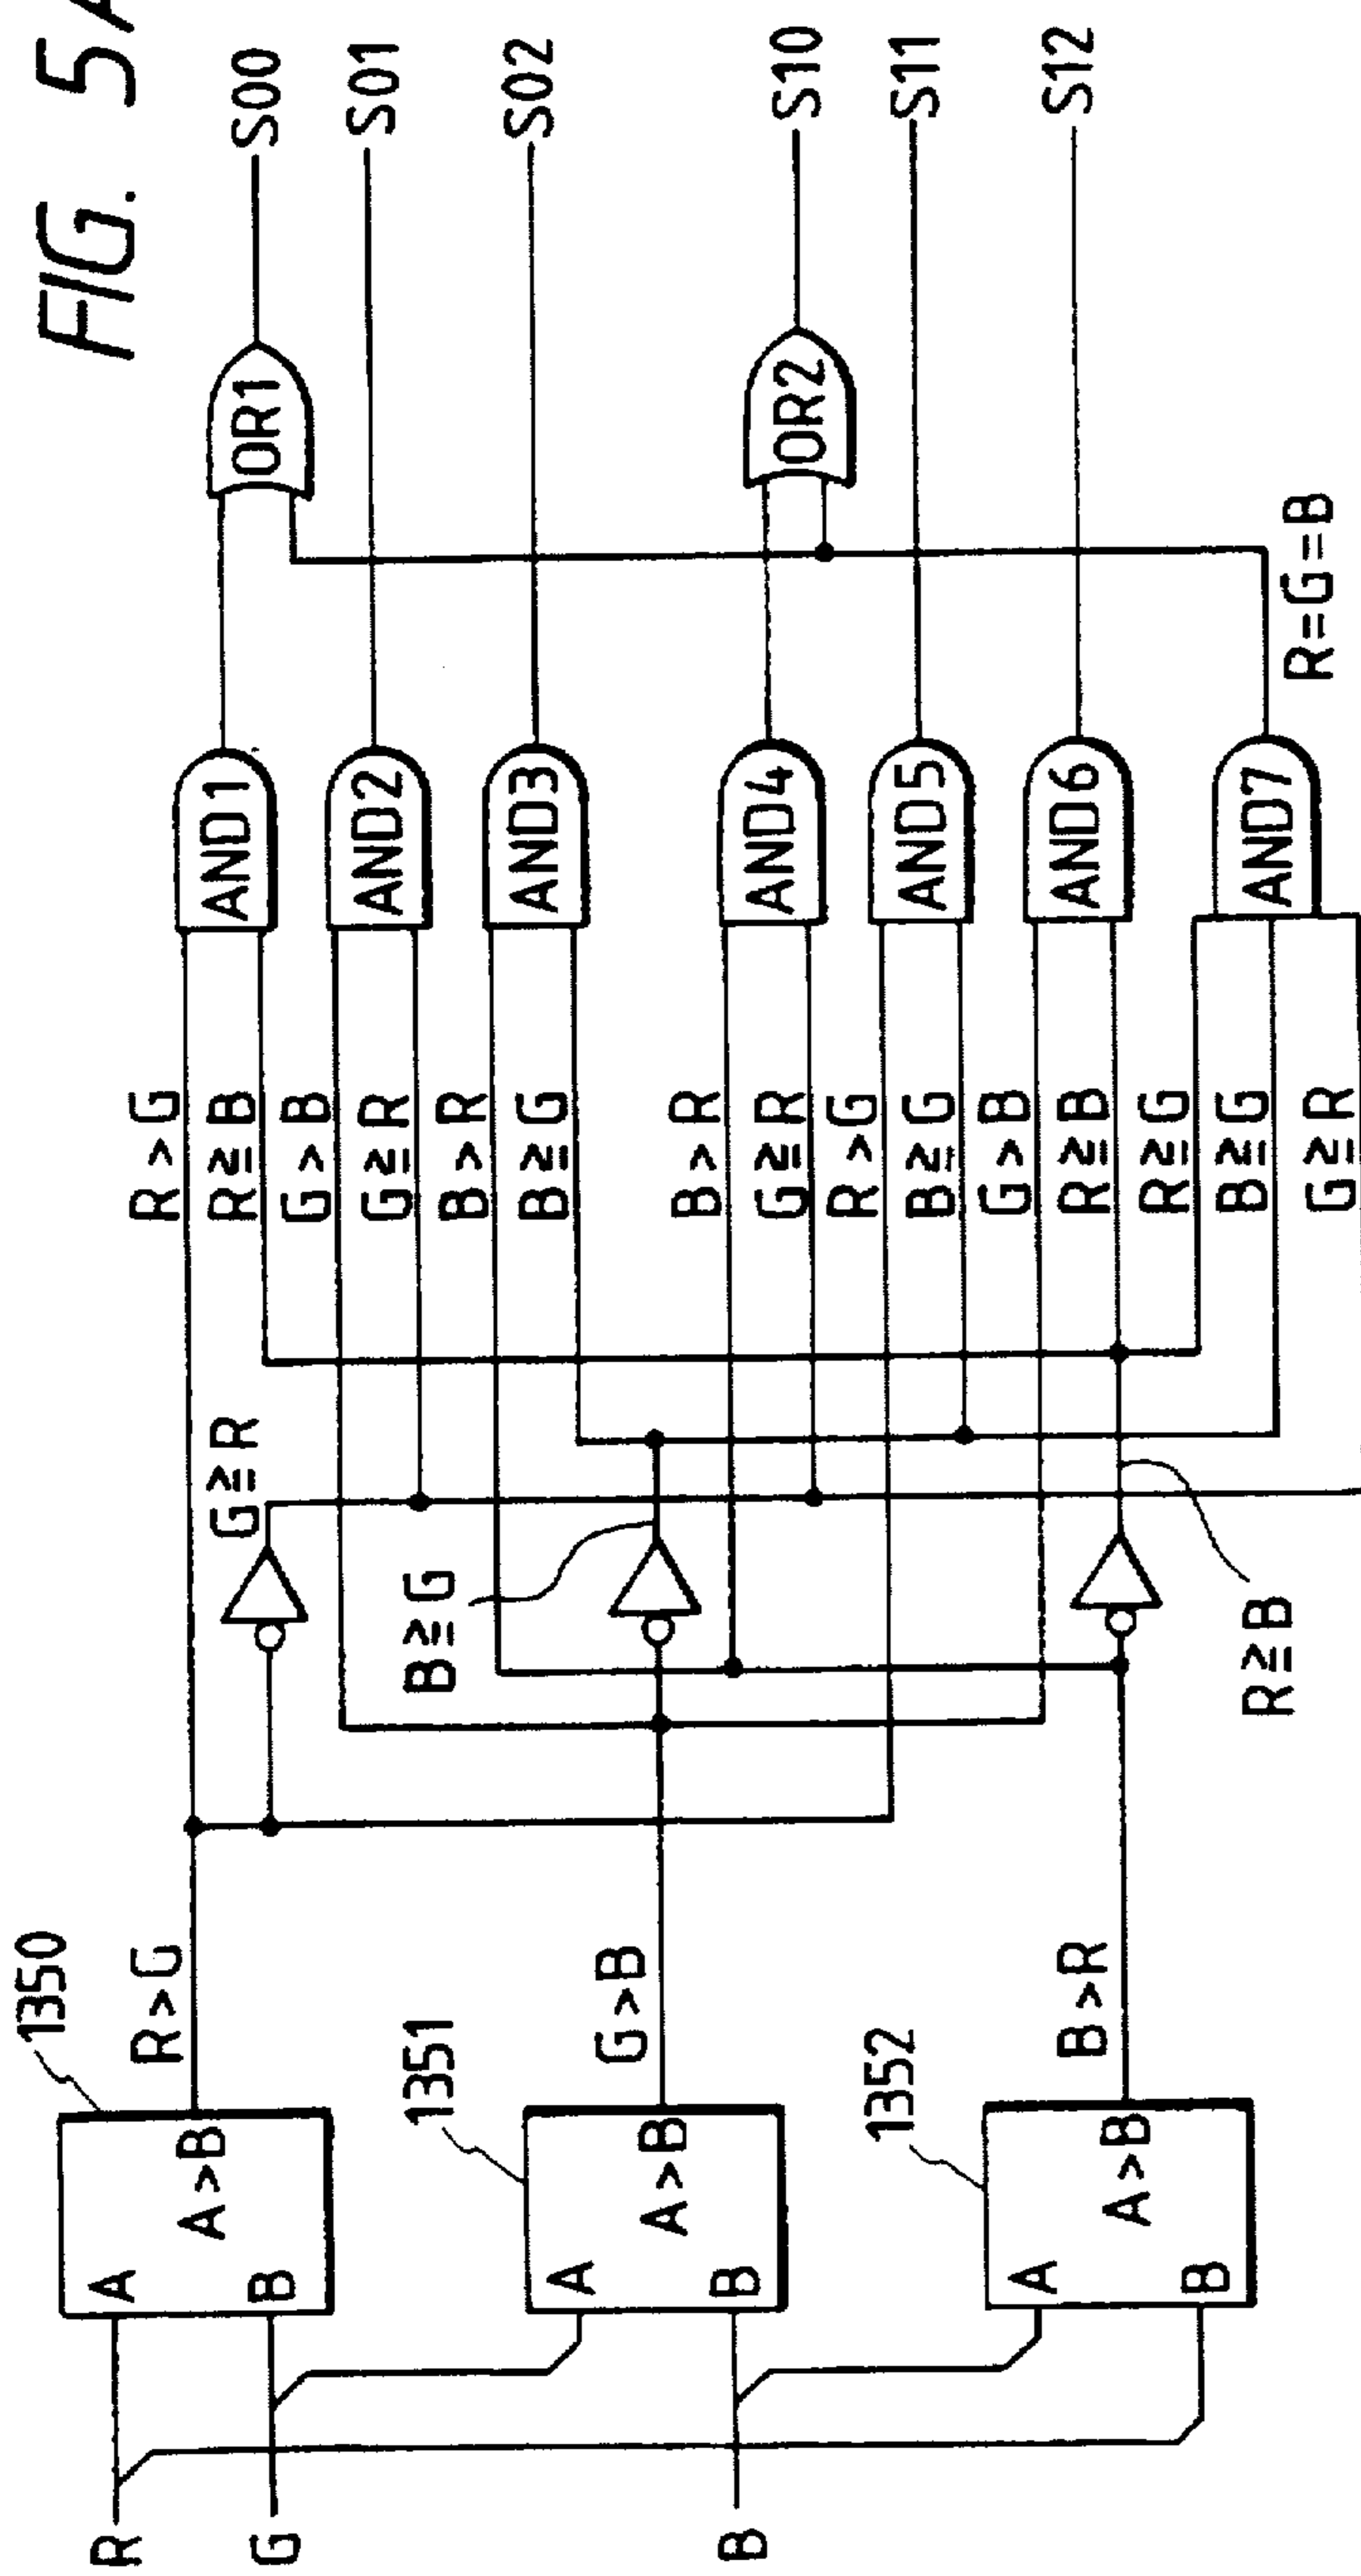 FIG. 5A
R
G
B
A
B
A>B
1350
R>G
A
B
A>B
1351
G>B
A
B
A>B
1352
B>R
G≧R
B≧G
R≧B
R>G
R≧B
G>B
G≧R
B>R
B≧G
B>R
G≧R
R>G
B≧G
G>B
R≧B
R≧G
B≧G
G≧R
AND1
AND2
AND3
AND4
AND5
AND6
AND7
R=G=B
OR1
OR2
S00
S01
S02
S10
S11
S12